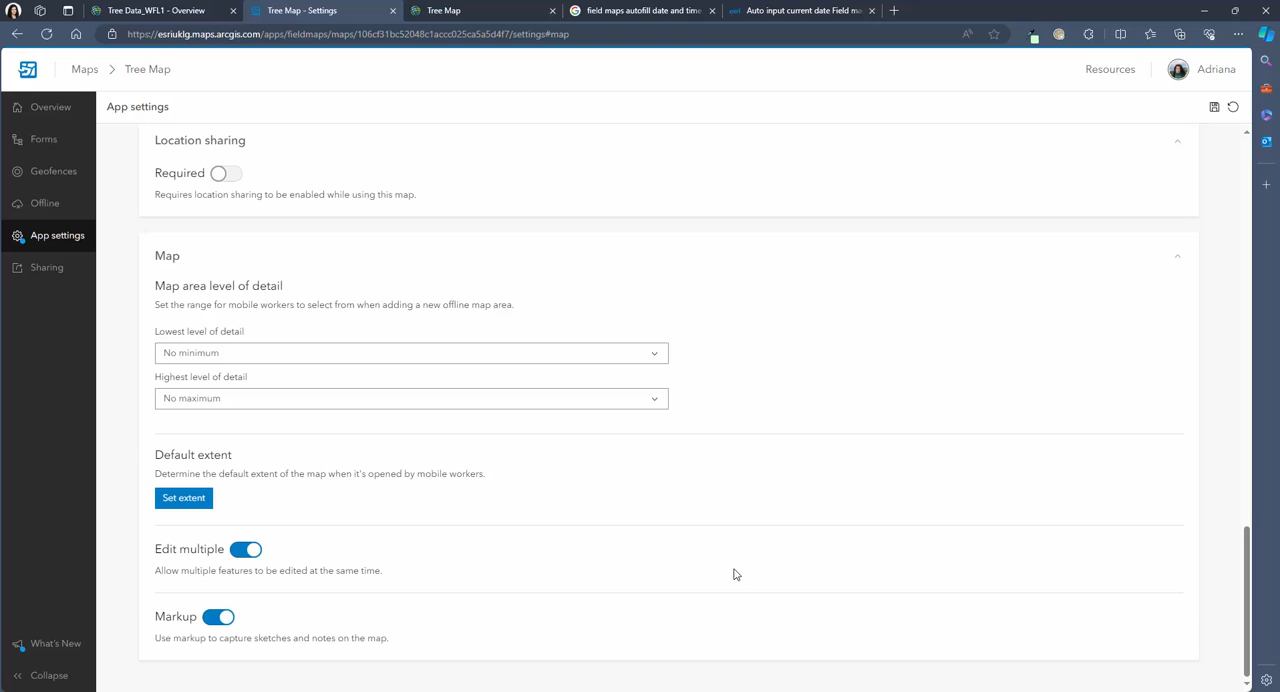 Tree Data_WFL1 - Overview
Tree Map - Settings
Tree Map
field maps autofill date and time
Auto input current date Field m
https://esriuklg.maps.arcgis.com/apps/fieldmaps/maps/106cf31bc52048c1accc025ca5a5d4f7/settings#map
Maps
Tree Map
Resources
Adriana
Overview
App settings
Forms
Geofences
Offline
App settings
Sharing
Location sharing
Required
Requires location sharing to be enabled while using this map.
Map
Map area level of detail
Set the range for mobile workers to select from when adding a new offline map area.
Lowest level of detail
No minimum
Highest level of detail
No maximum
Default extent
Determine the default extent of the map when it's opened by mobile workers.
Set extent
Edit multiple
Allow multiple features to be edited at the same time.
Markup
Use markup to capture sketches and notes on the map.
What's New
Collapse